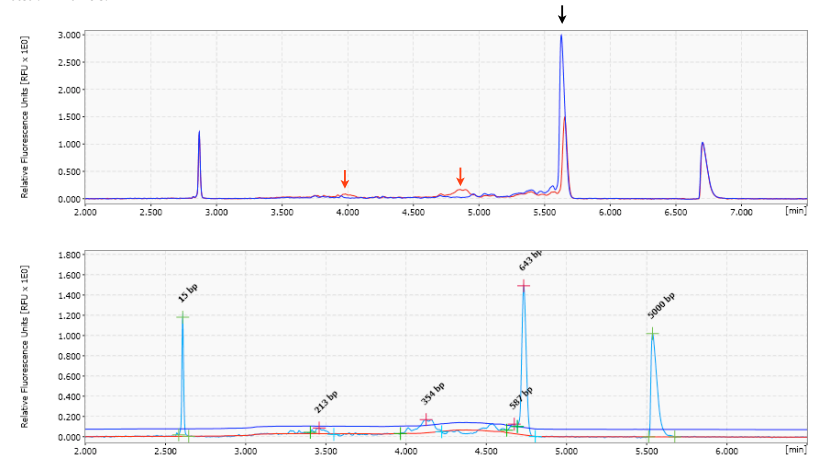 Relative Fluorescence Units [RFU x 1E0]
3.000
2.500
2.000
1.500
1.000
0.500
0.000
2.000 2.500 3.000 3.500 4.000 4.500 5.000 5.500 6.000 6.500 7.000 [min]
Relative Fluorescence Units [RFU x 1E0]
1.800
1.600
1.400
1.200
1.000
0.800
0.600
0.400
0.200
0.000
15 bp
213 bp
354 bp
587 bp
643 bp
5000 bp
2.000 2.500 3.000 3.500 4.000 4.500 5.000 5.500 6.000 [min]